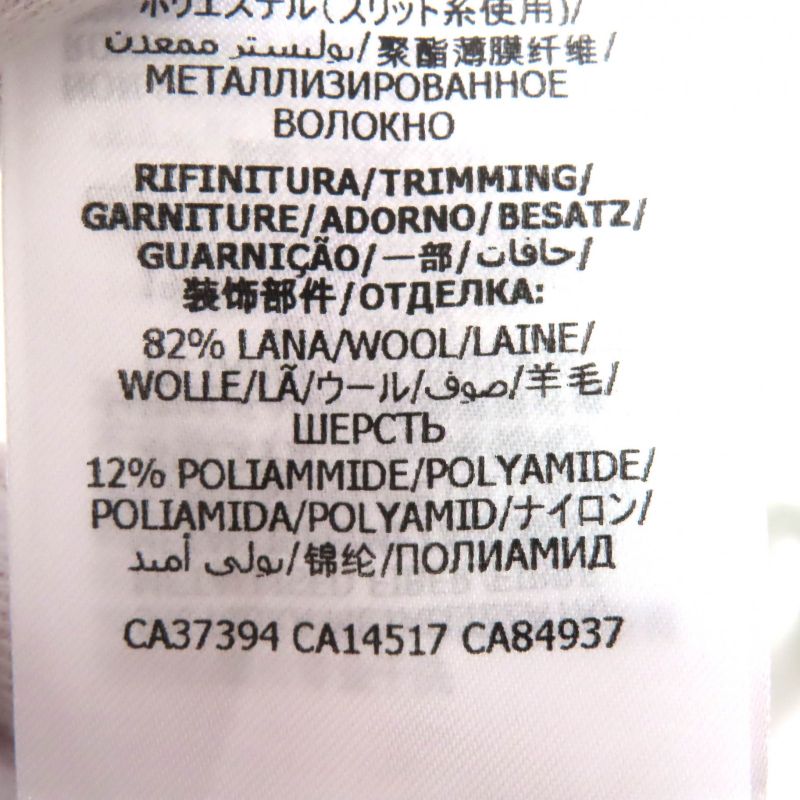 ポリエステル(スリット糸使用)/
بوليستر ممعدن/聚酯薄膜纤维/
МЕТАЛЛИЗИРОВАННОЕ
ВОЛОКНО
RIFINITURA/TRIMMING/
GARNITURE/ADORNO/BESATZ/
GUARNIÇÃO/一部/حافات/
装饰部件/ОТДЕЛКА:
82% LANA/WOOL/LAINE/
WOLLE/LÃ/ウール/صوف/羊毛/
ШЕРСТЬ
12% POLIAMMIDE/POLYAMIDE/
POLIAMIDA/POLYAMID/ナイロン/
بولى أميد/锦纶/ПОЛИАМИД
CA37394 CA14517 CA84937